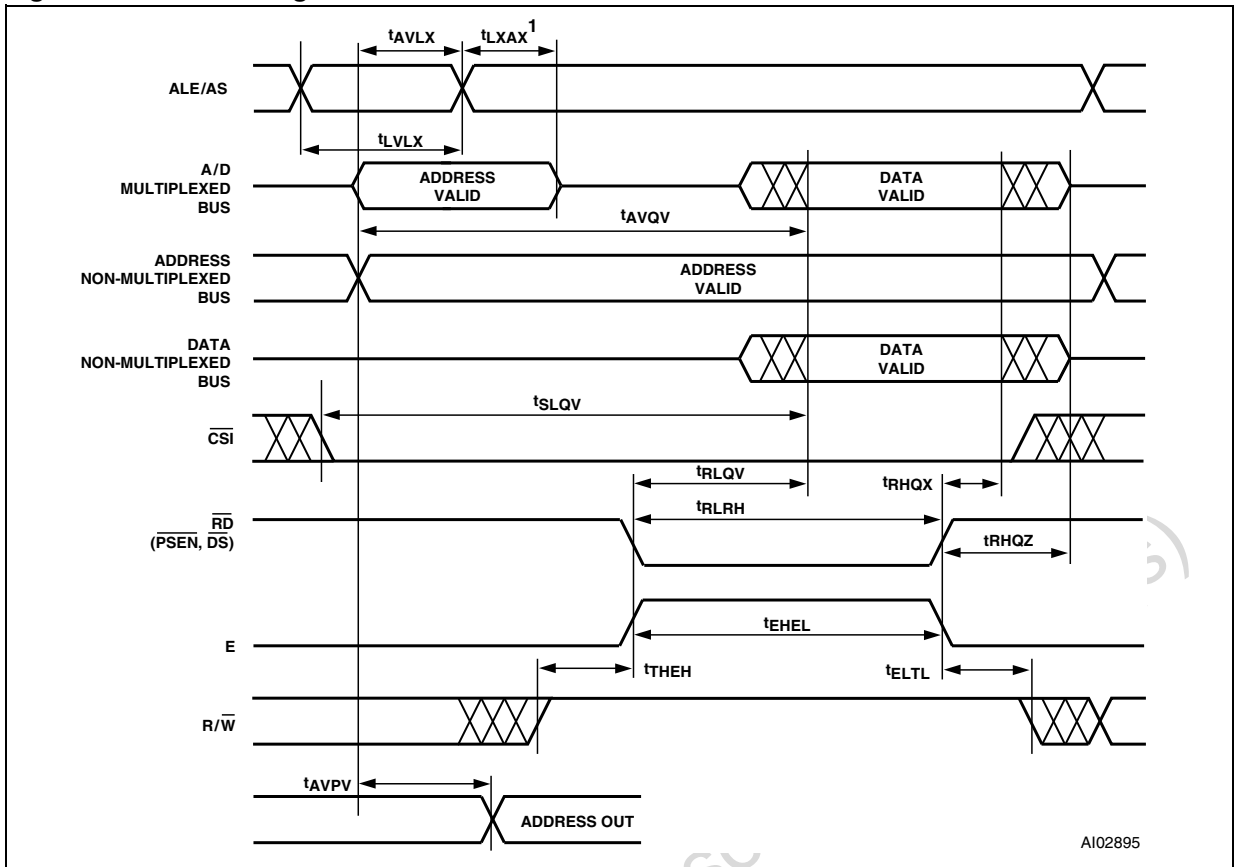 tAVLX tLXAX1
ALE/AS
tLVLX
A/D
MULTIPLEXED
BUS
ADDRESS
VALID
DATA
VALID
tAVQV
ADDRESS
NON-MULTIPLEXED
BUS
ADDRESS
VALID
DATA
NON-MULTIPLEXED
BUS
DATA
VALID
tSLQV
CSI
tRLQV
tRHQX
tRLRH
RD
(PSEN, DS)
tRHQZ
tEHEL
E
tTHEH
tELTL
R/W
tAVPV
ADDRESS OUT
AI02895